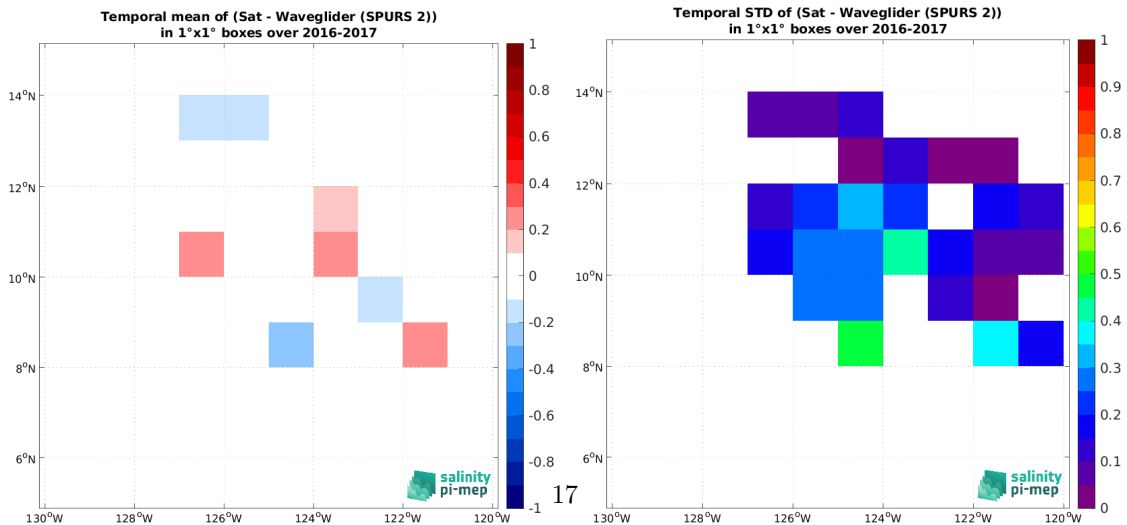 Temporal mean of (Sat - Waveglider (SPURS 2))
in 1°x1° boxes over 2016-2017
14°N
12°N
10°N
8°N
6°N
130°W
128°W
126°W
124°W
122°W
120°W
1
0.8
0.6
0.4
0.2
0
-0.2
-0.4
-0.6
-0.8
-1
salinity
pi-mep
17
Temporal STD of (Sat - Waveglider (SPURS 2))
in 1°x1° boxes over 2016-2017
14°N
12°N
10°N
8°N
6°N
130°W
128°W
126°W
124°W
122°W
120°W
1
0.9
0.8
0.7
0.6
0.5
0.4
0.3
0.2
0.1
0
salinity
pi-mep